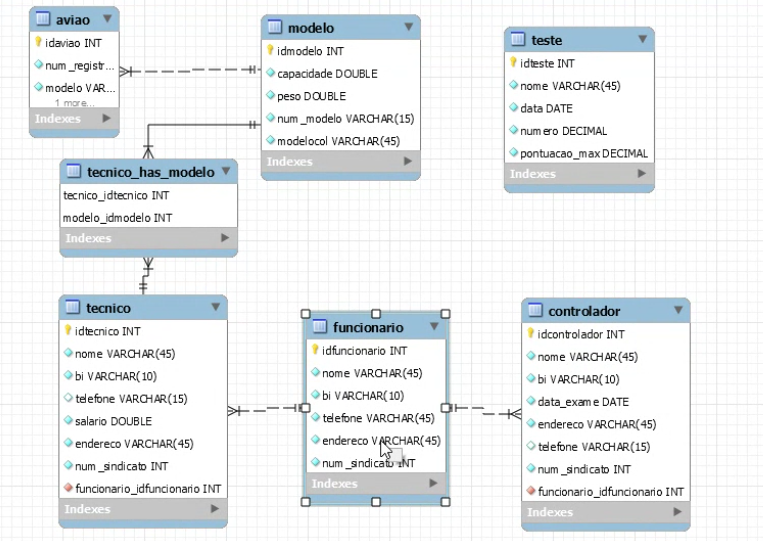 aviao
idaviao INT
num_registr...
modelo VAR...
1 more...
Indexes
modelo
idmodelo INT
capacidade DOUBLE
peso DOUBLE
num_modelo VARCHAR(15)
modelocol VARCHAR(45)
Indexes
teste
idteste INT
nome VARCHAR(45)
data DATE
numero DECIMAL
pontuacao_max DECIMAL
Indexes
tecnico_has_modelo
tecnico_idtecnico INT
modelo_idmodelo INT
Indexes
tecnico
idtecnico INT
nome VARCHAR(45)
bi VARCHAR(10)
telefone VARCHAR(15)
salario DOUBLE
endereco VARCHAR(45)
num_sindicato INT
funcionario_idfuncionario INT
Indexes
funcionario
idfuncionario INT
nome VARCHAR(45)
bi VARCHAR(10)
telefone VARCHAR(45)
endereco VARCHAR(45)
num_sindicato INT
Indexes
controlador
idcontrolador INT
nome VARCHAR(45)
bi VARCHAR(10)
data_exame DATE
endereco VARCHAR(45)
telefone VARCHAR(15)
num_sindicato INT
funcionario_idfuncionario INT
Indexes